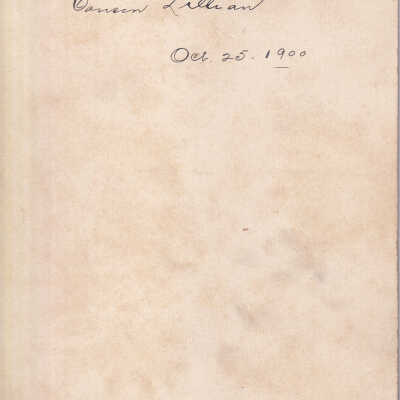 Cousin Lillian
Oct. 25. 1900